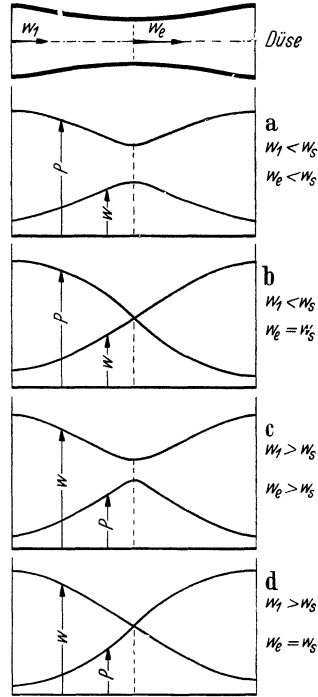 w₁
wₑ
Düse
a
w₁ < wₛ
wₑ < wₛ
p
w
b
w₁ < wₛ
wₑ = wₛ
p
w
c
w₁ > wₛ
wₑ > wₛ
w
p
d
w₁ > wₛ
wₑ = wₛ
w
p